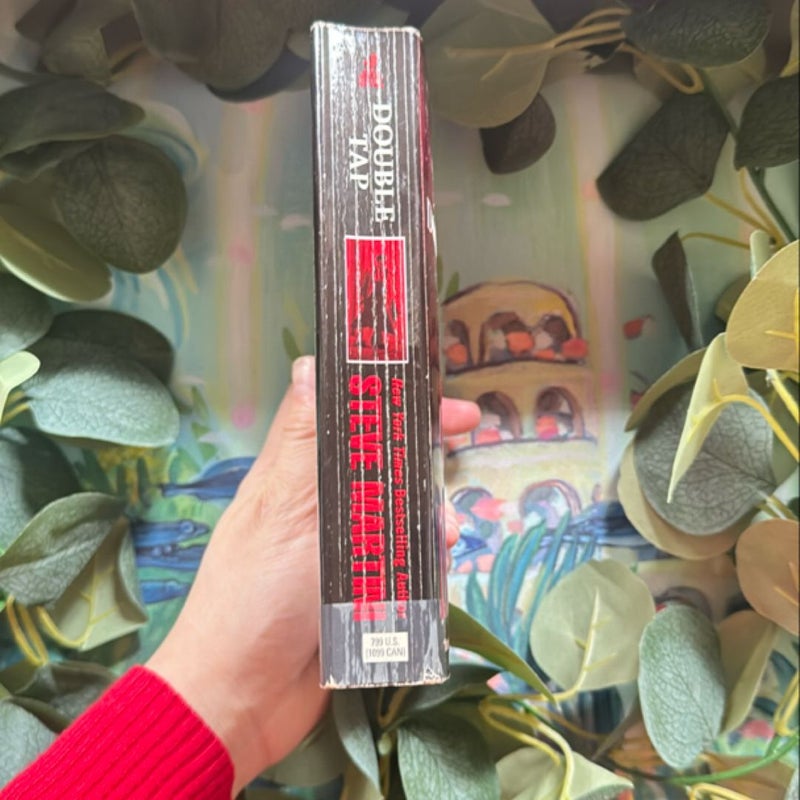 DOUBLE
TAP
New York Times Bestselling Author
STEVE MARTINI
799 U.S.
(1099 CAN)